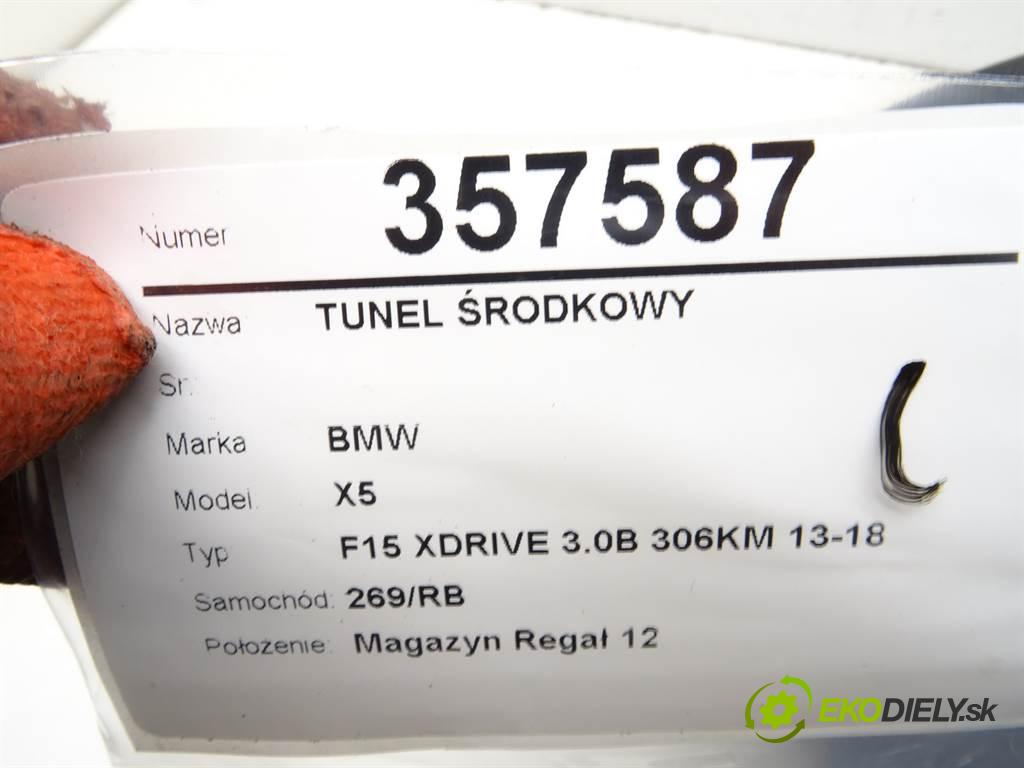 Numer 357587
Nazwa TUNEL ŚRODKOWY
Sr.
Marka BMW
Model. X5
Typ F15 XDRIVE 3.0B 306KM 13-18
Samochód: 269/RB
Położenie: Magazyn Regał 12
EKODIELY.sk